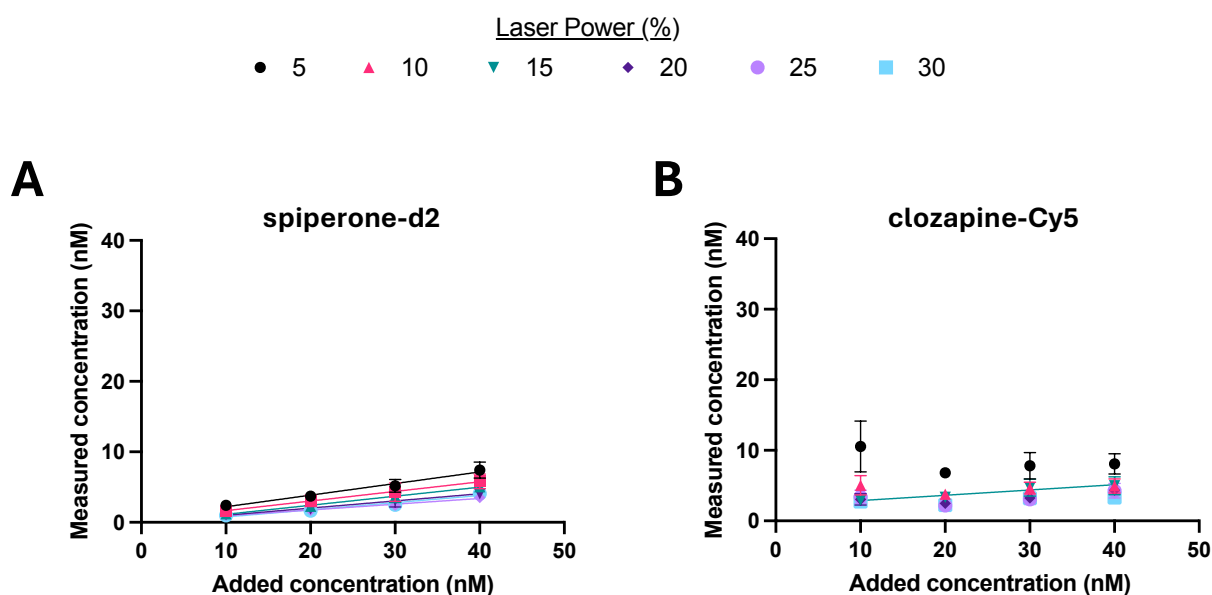 Laser Power (%)
5 10 15 20 25 30
A B
spiperone-d2
Measured concentration (nM)
40
30
20
10
0
0 10 20 30 40 50
Added concentration (nM)
clozapine-Cy5
Measured concentration (nM)
40
30
20
10
0
0 10 20 30 40 50
Added concentration (nM)